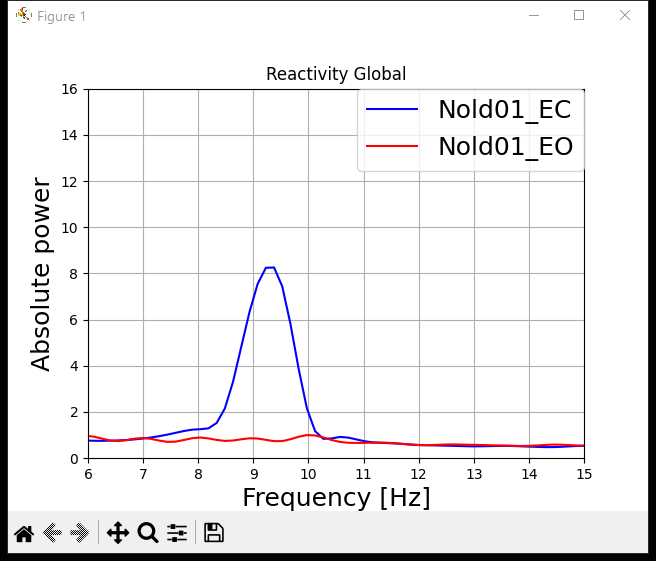 Figure 1
Reactivity Global
Nold01_EC
Nold01_EO
Absolute power
16
14
12
10
8
6
4
2
0
6 7 8 9 10 11 12 13 14 15
Frequency [Hz]